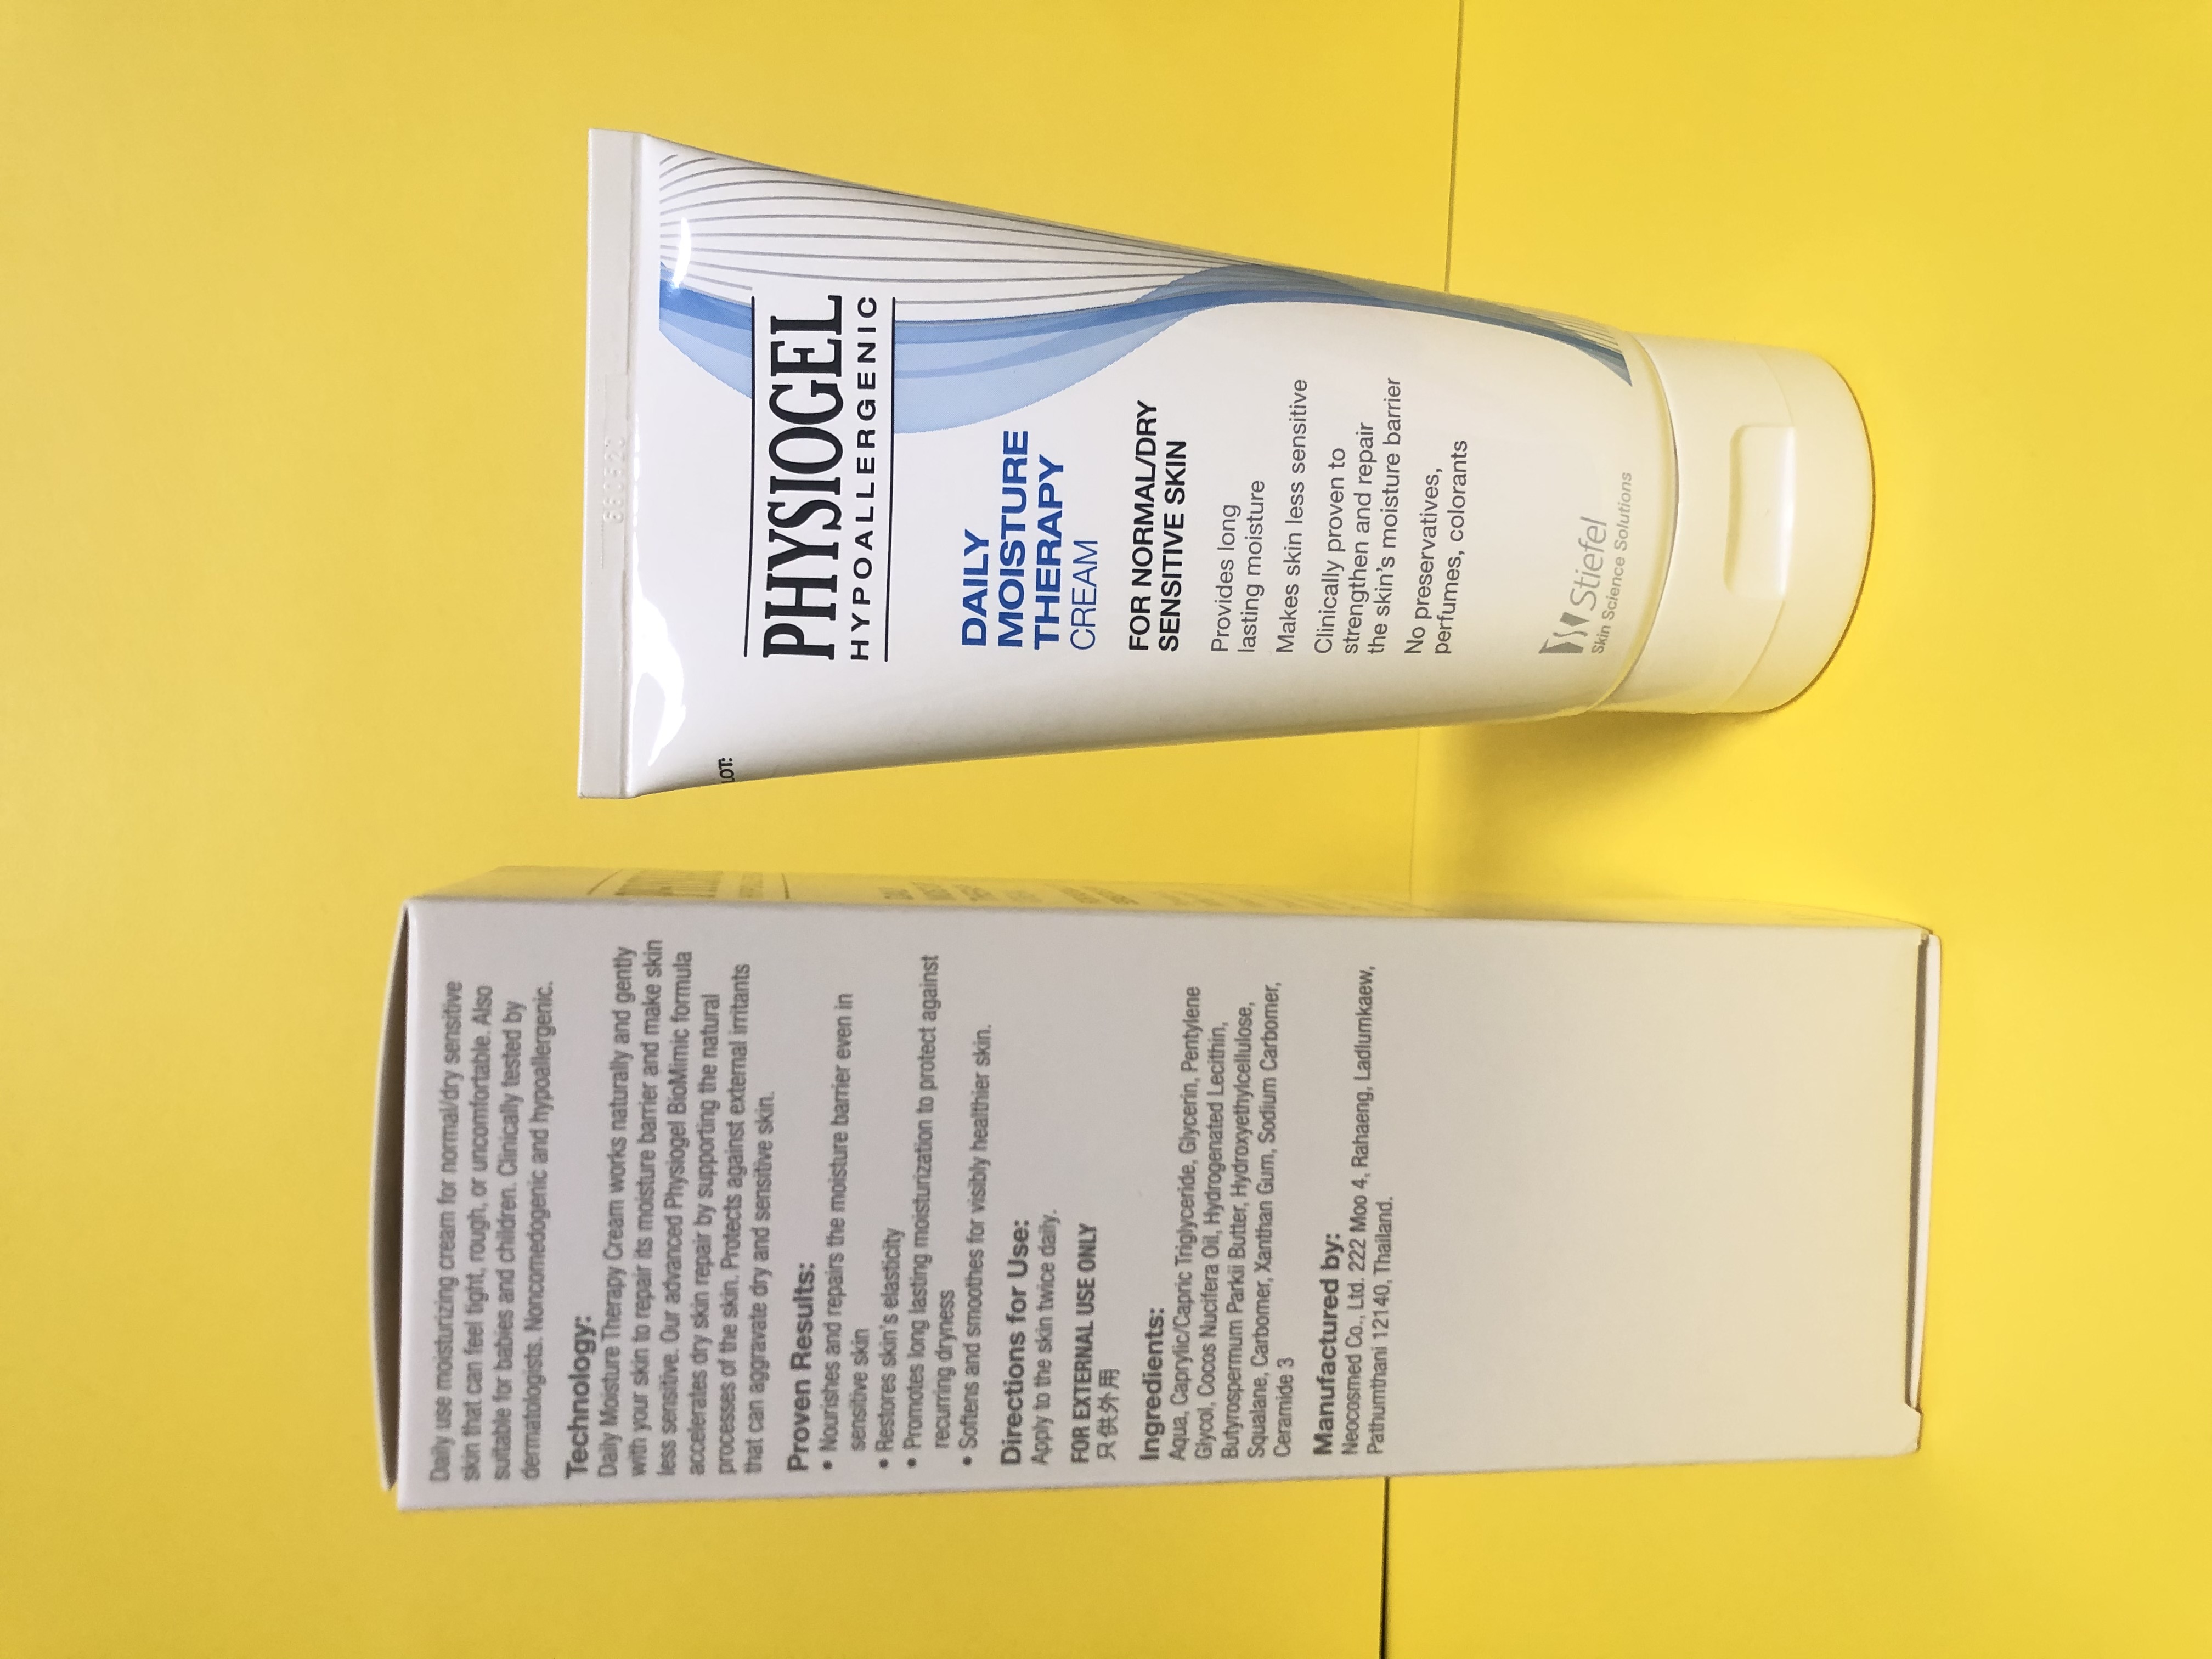 Daily use moisturizing cream for normal/dry sensitive
skin that can feel tight, rough, or uncomfortable. Also
suitable for babies and children. Clinically tested by
dermatologists. Noncomedogenic and hypoallergenic.
Technology:
Daily Moisture Therapy Cream works naturally and gently
with your skin to repair its moisture barrier and make skin
less sensitive. Our advanced Physiogel BioMimic formula
accelerates dry skin repair by supporting the natural
processes of the skin. Protects against external irritants
that can aggravate dry and sensitive skin.
Proven Results:
• Nourishes and repairs the moisture barrier even in
sensitive skin
• Restores skin's elasticity
• Promotes long lasting moisturization to protect against
recurring dryness
• Softens and smoothes for visibly healthier skin.
Directions for Use:
Apply to the skin twice daily.
FOR EXTERNAL USE ONLY
只供外用
Ingredients:
Aqua, Caprylic/Capric Triglyceride, Glycerin, Pentylene
Glycol, Cocos Nucifera Oil, Hydrogenated Lecithin,
Butyrospermum Parkii Butter, Hydroxyethylcellulose,
Squalane, Carbomer, Xanthan Gum, Sodium Carbomer,
Ceramide 3
Manufactured by:
Neocosmed Co., Ltd. 222 Moo 4, Rahaeng, Ladlumkaew,
Pathumthani 12140, Thailand.
LOT:
PHYSIOGEL
HYPOALLERGENIC
DAILY
MOISTURE
THERAPY
CREAM
FOR NORMAL/DRY
SENSITIVE SKIN
Provides long
lasting moisture
Makes skin less sensitive
Clinically proven to
strengthen and repair
the skin's moisture barrier
No preservatives,
perfumes, colorants
Stiefel
Skin Science Solutions